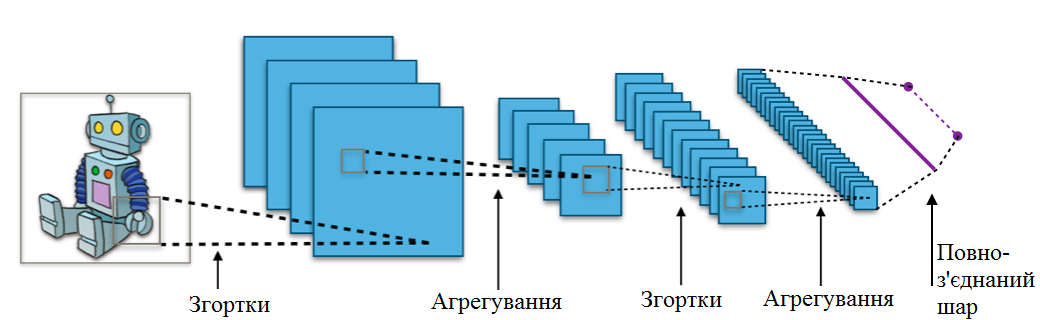 Згортки
Агрегування
Згортки
Агрегування
Повно-
з'єднаний
шар